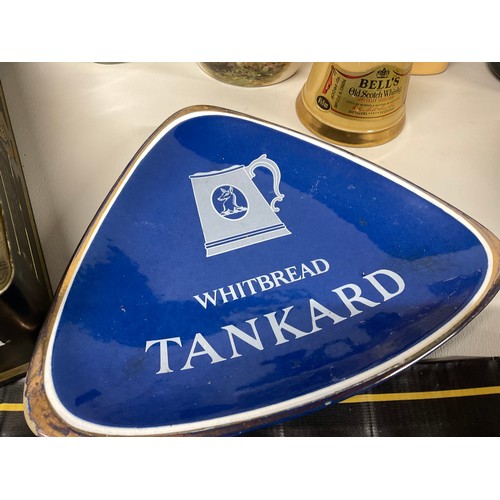 BELL'S
Old Scotch Whisky
WHITBREAD
TANKARD